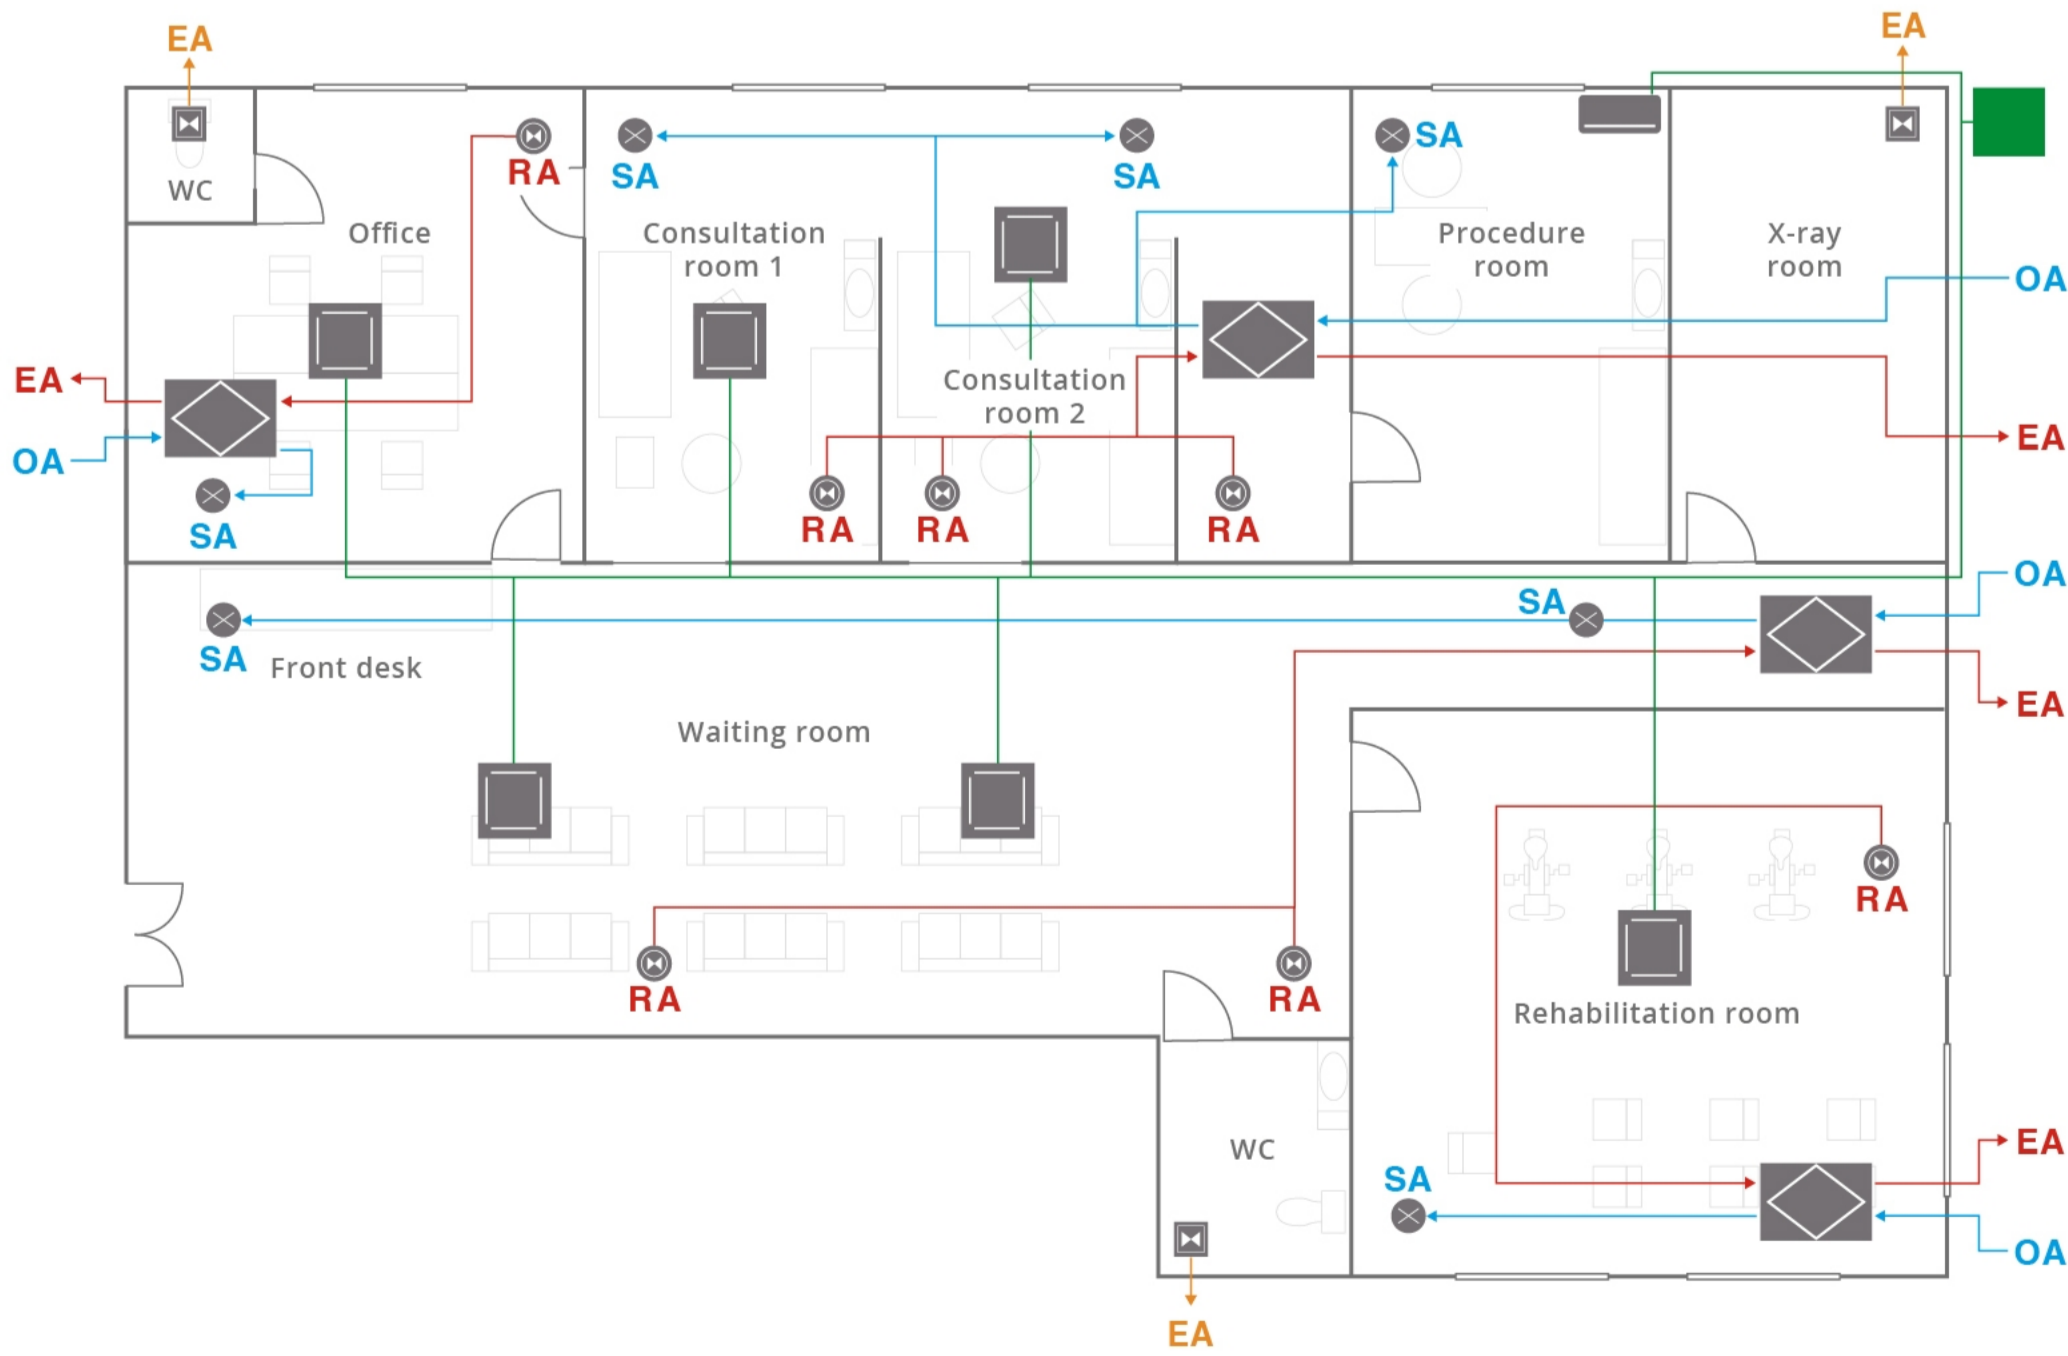 EA
EA
WC
RA
SA
SA
SA
Office
Consultation
room 1
Procedure
room
X-ray
room
OA
EA
Consultation
room 2
EA
OA
SA
RA
RA
RA
OA
SA
SA
Front desk
EA
Waiting room
RA
RA
RA
Rehabilitation room
WC
SA
EA
OA
EA